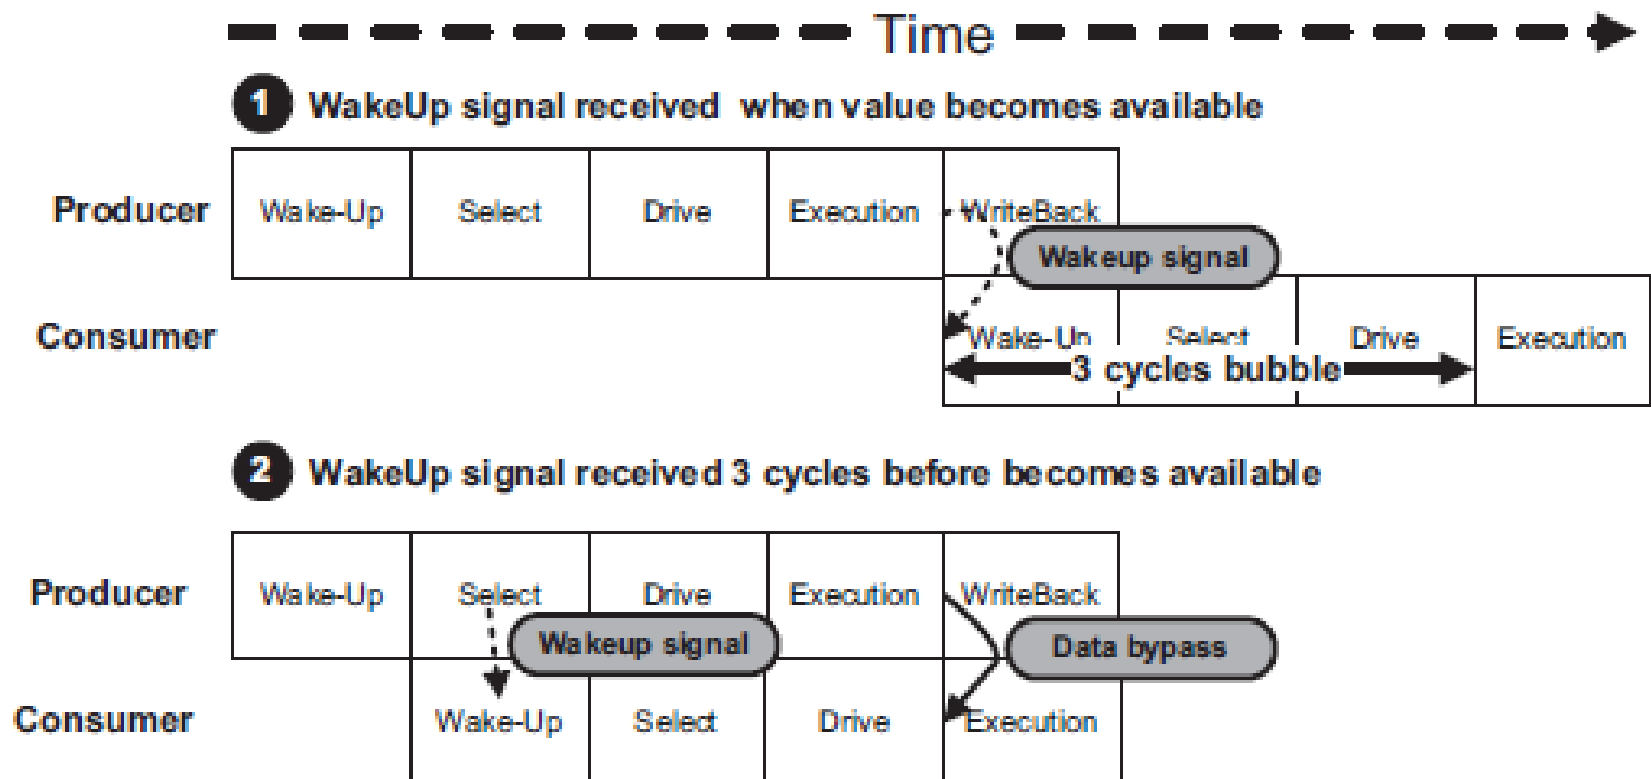 Time
1 WakeUp signal received when value becomes available
Producer Wake-Up Select Drive Execution WriteBack
Wakeup signal
Consumer Wake-Up Select Drive Execution
3 cycles bubble
2 WakeUp signal received 3 cycles before becomes available
Producer Wake-Up Select Drive Execution WriteBack
Wakeup signal Data bypass
Consumer Wake-Up Select Drive Execution